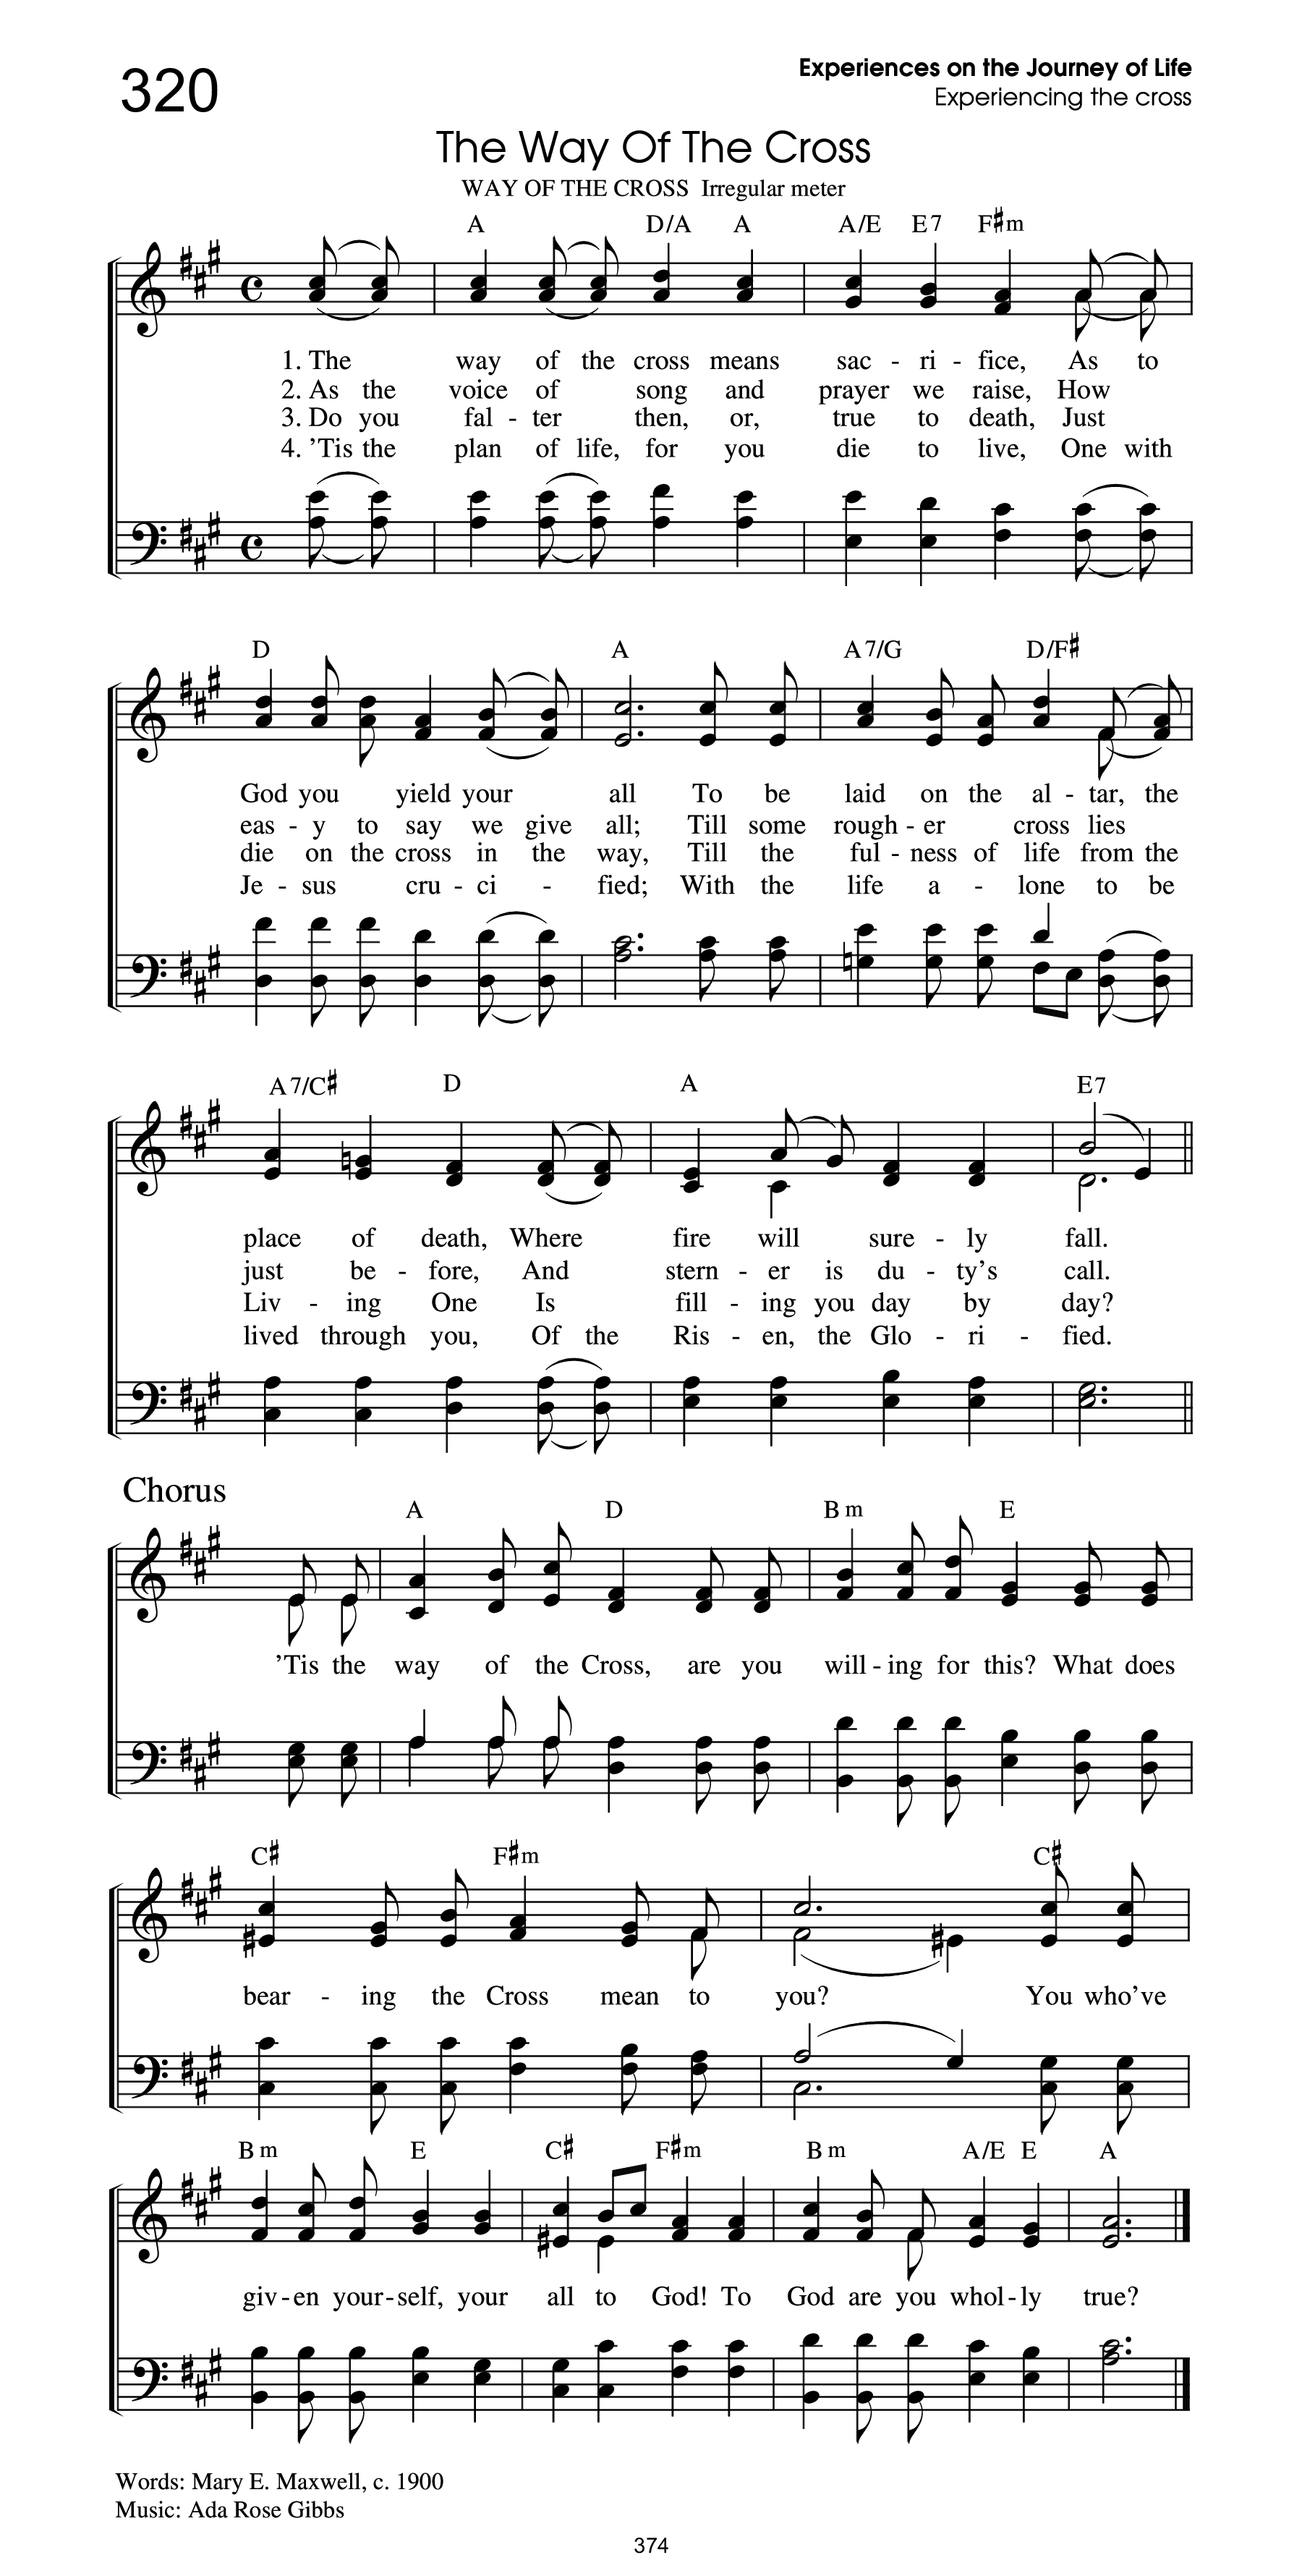 320
Experiences on the Journey of Life
Experiencing the cross
The Way Of The Cross
WAY OF THE CROSS Irregular meter
A D/A A A/E E7 F♯m
1. The way of the cross means sac - ri - fice, As to
2. As the voice of song and prayer we raise, How
3. Do you fal - ter then, or, true to death, Just
4. ’Tis the plan of life, for you die to live, One with
D A A7/G D/F♯
God you yield your all To be laid on the al - tar, the
eas - y to say we give all; Till some rough - er cross lies
die on the cross in the way, Till the ful - ness of life from the
Je - sus cru - ci - fied; With the life a - lone to be
A7/C♯ D A E7
place of death, Where fire will sure - ly fall.
just be - fore, And stern - er is du - ty’s call.
Liv - ing One Is fill - ing you day by day?
lived through you, Of the Ris - en, the Glo - ri - fied.
Chorus
A D Bm E
’Tis the way of the Cross, are you will - ing for this? What does
C♯ F♯m C♯
bear - ing the Cross mean to you? You who’ve
Bm E C♯ F♯m Bm A/E E A
giv - en your - self, your all to God! To God are you whol - ly true?
Words: Mary E. Maxwell, c. 1900
Music: Ada Rose Gibbs
374